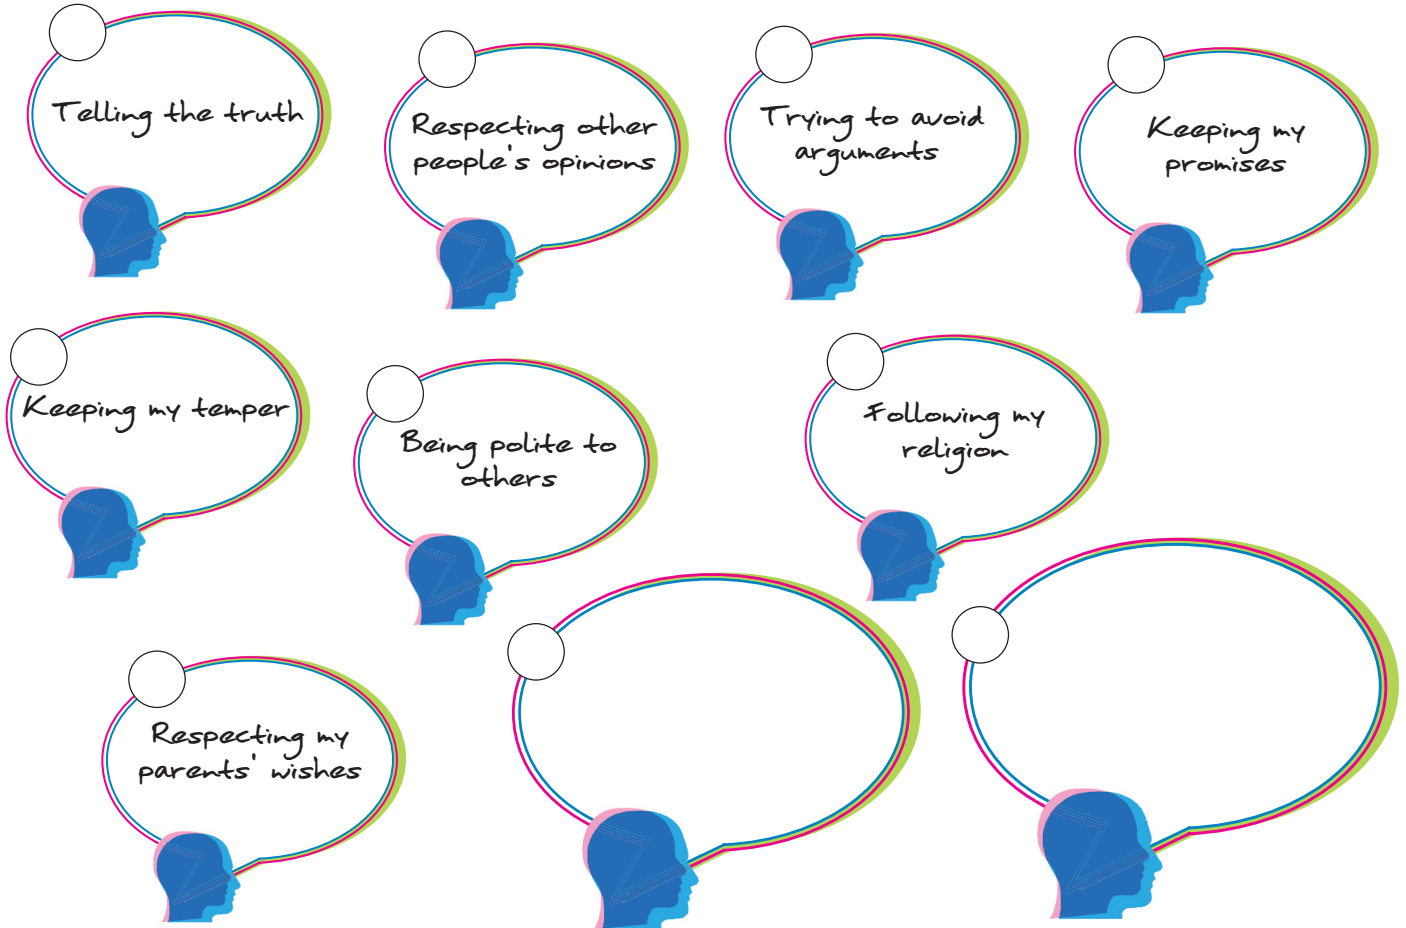 Telling the truth
Respecting other
people's opinions
Trying to avoid
arguments
Keeping my
promises
Keeping my temper
Being polite to
others
Following my
religion
Respecting my
parents' wishes